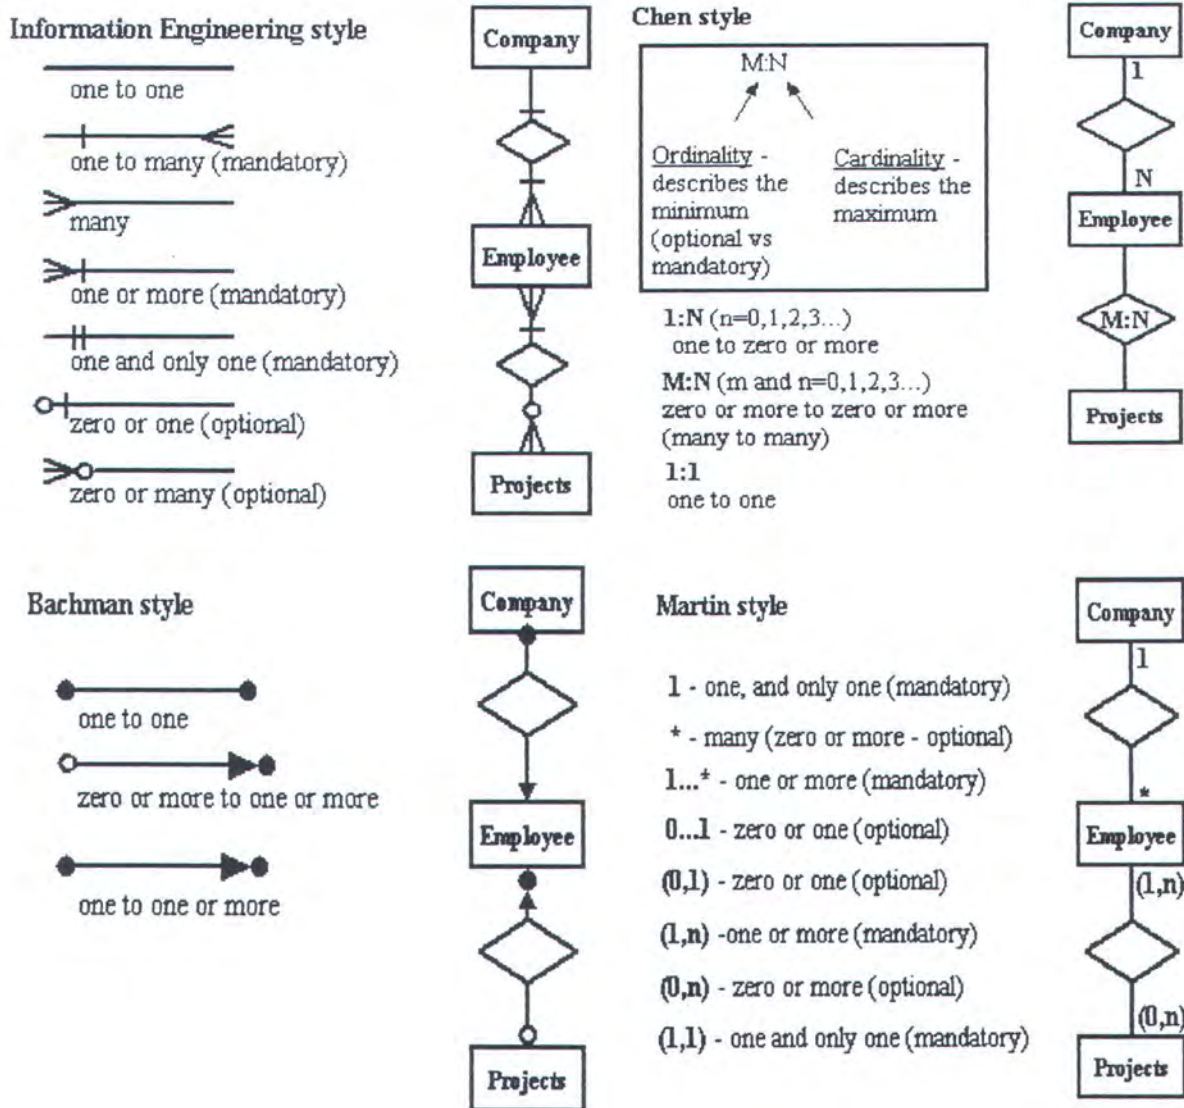 Information Engineering style
one to one
one to many (mandatory)
many
one or more (mandatory)
one and only one (mandatory)
zero or one (optional)
zero or many (optional)
Company
Employee
Projects
Chen style
M:N
Ordinality -
describes the
minimum
(optional vs
mandatory)
Cardinality -
describes the
maximum
1:N (n=0,1,2,3...)
one to zero or more
M:N (m and n=0,1,2,3...)
zero or more to zero or more
(many to many)
1:1
one to one
Company
1
N
Employee
M:N
Projects
Bachman style
one to one
zero or more to one or more
one to one or more
Company
Employee
Projects
Martin style
1 - one, and only one (mandatory)
* - many (zero or more - optional)
1...* - one or more (mandatory)
0...1 - zero or one (optional)
(0,1) - zero or one (optional)
(1,n) -one or more (mandatory)
(0,n) - zero or more (optional)
(1,1) - one and only one (mandatory)
Company
1
*
Employee
(1,n)
(0,n)
Projects